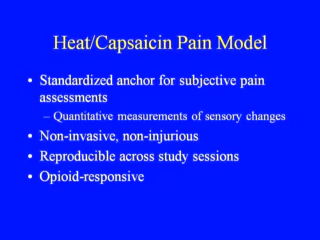 Heat/Capsaicin Pain Model
• Standardized anchor for subjective pain
assessments
– Quantitative measurements of sensory changes
• Non-invasive, non-injurious
• Reproducible across study sessions
• Opioid-responsive